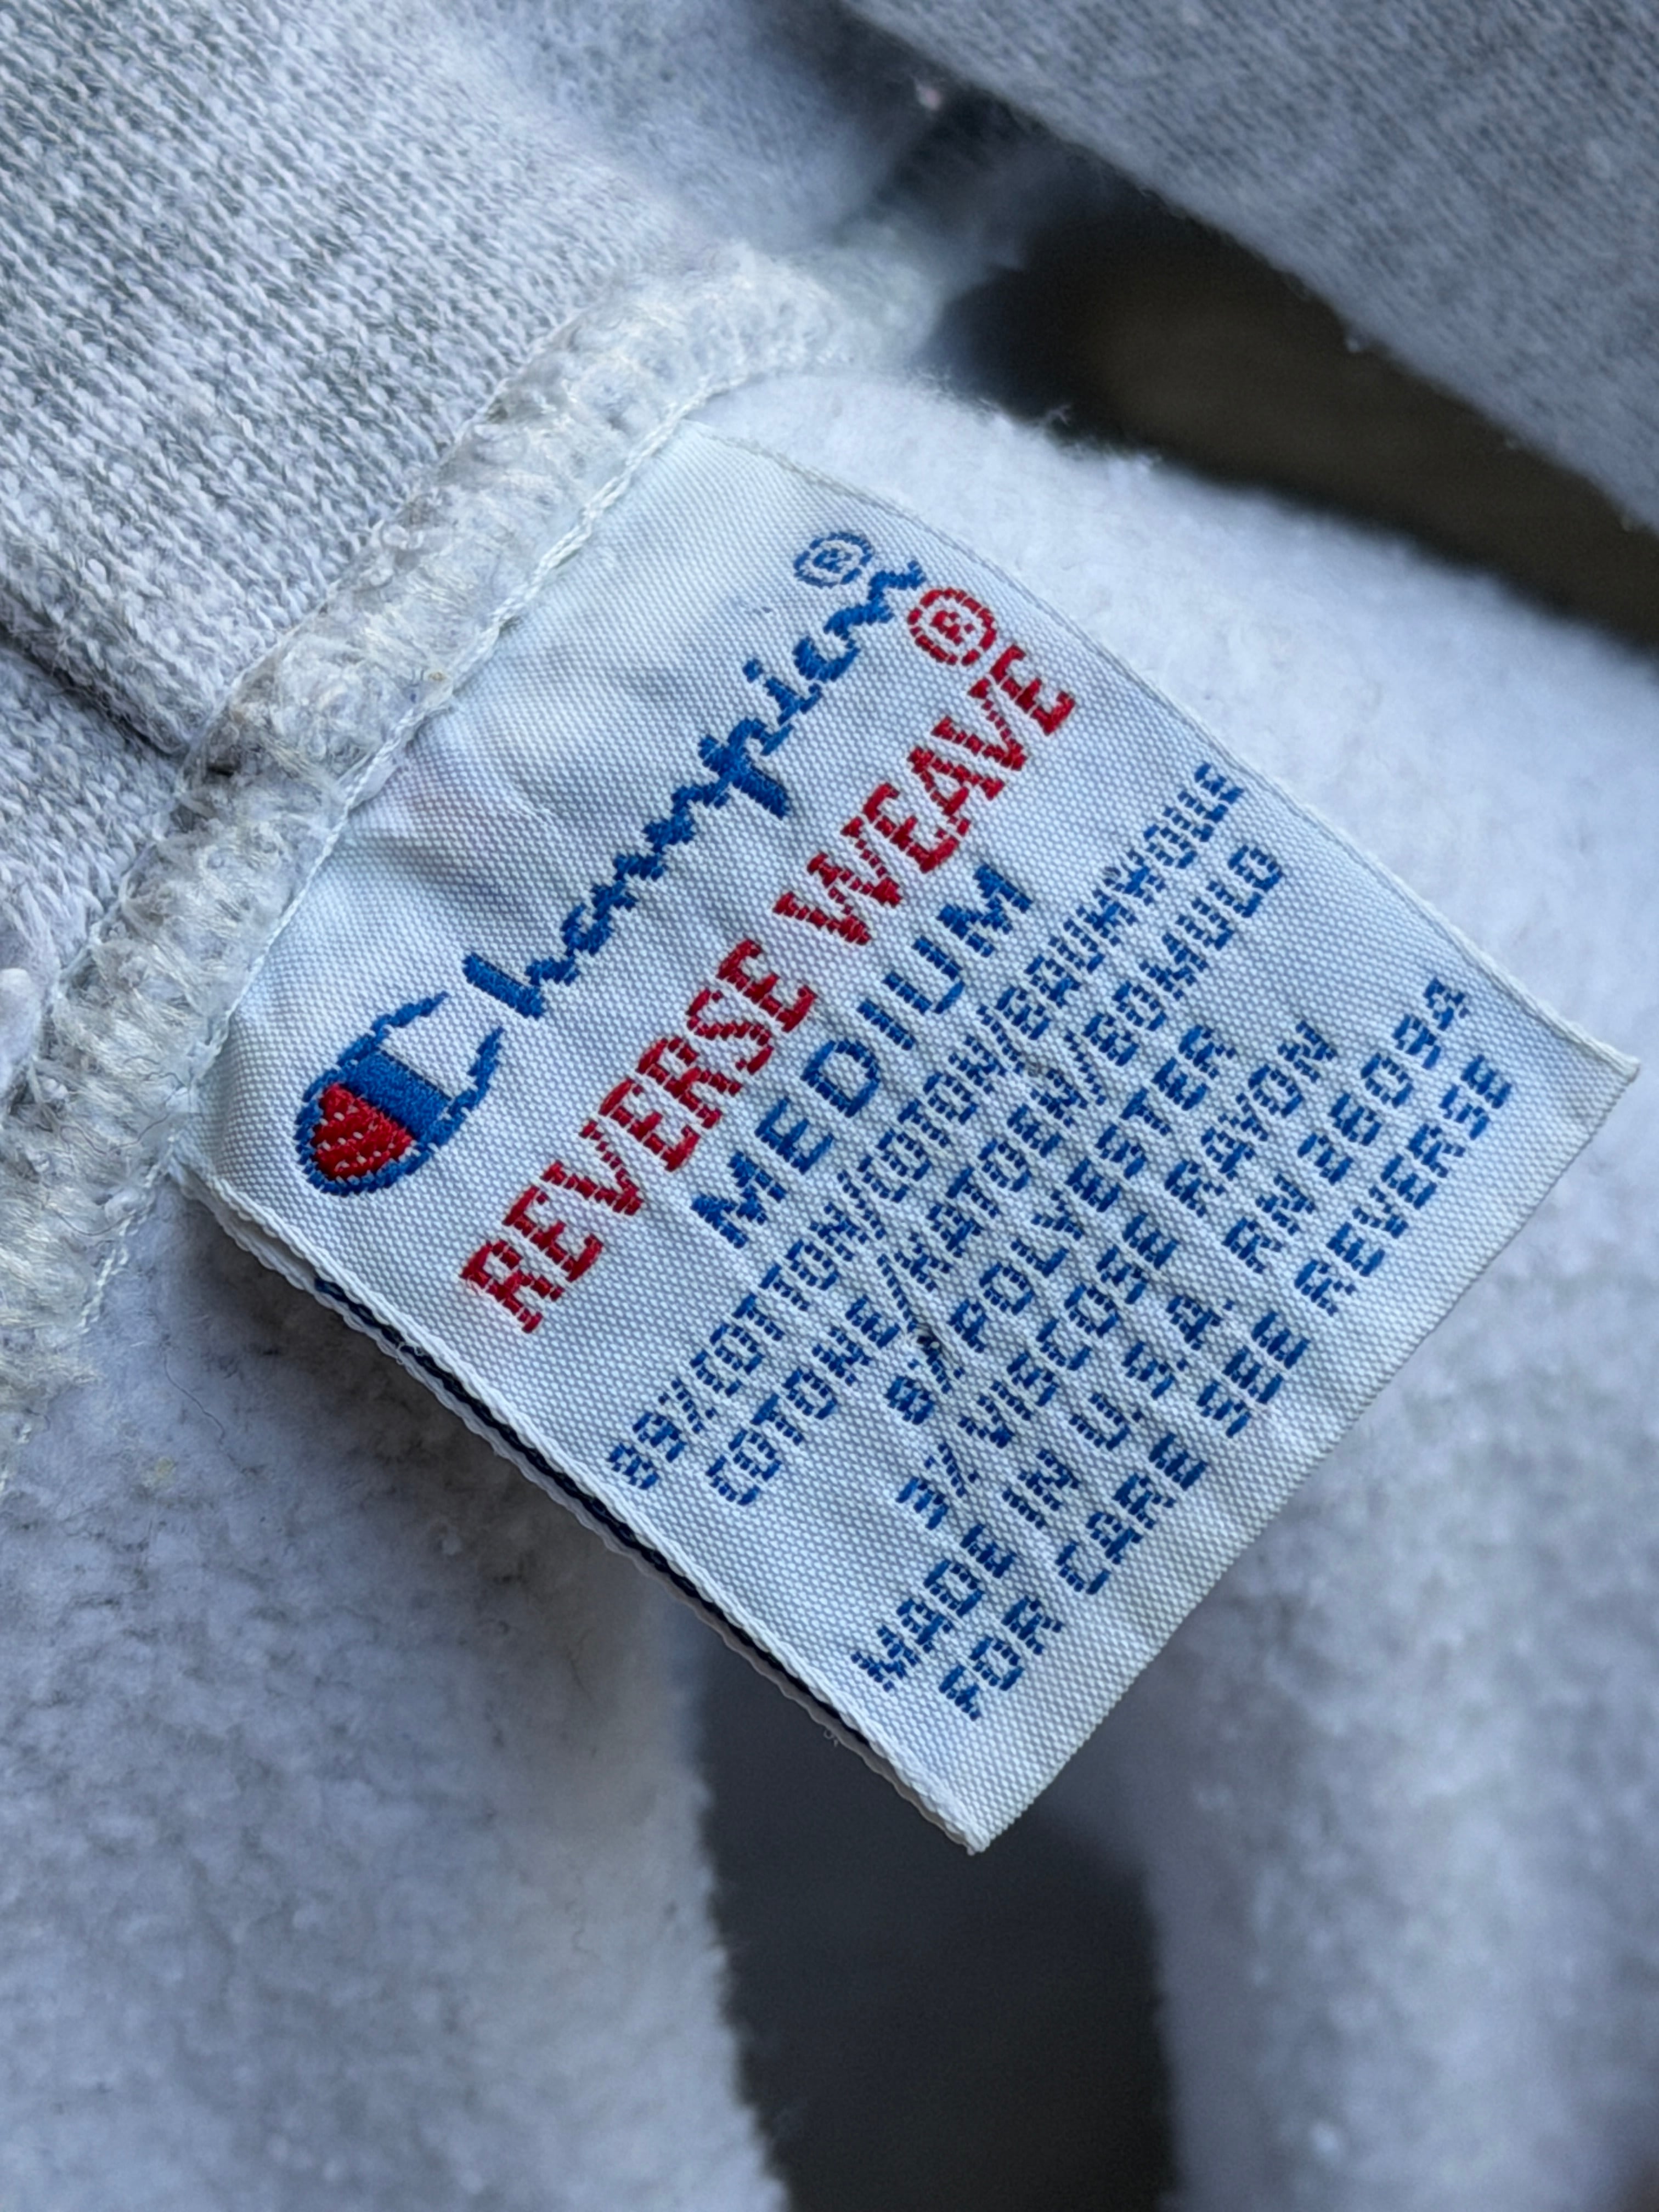 Champion®
REVERSE WEAVE®
MEDIUM
89%COTTON/COTON/BAUMWOLLE
COTONE/KATOEN/BOMULD
8%POLYESTER
3% VISCOSE RAYON
MADE IN U.S.A. RN 26094
FOR CARE SEE REVERSE